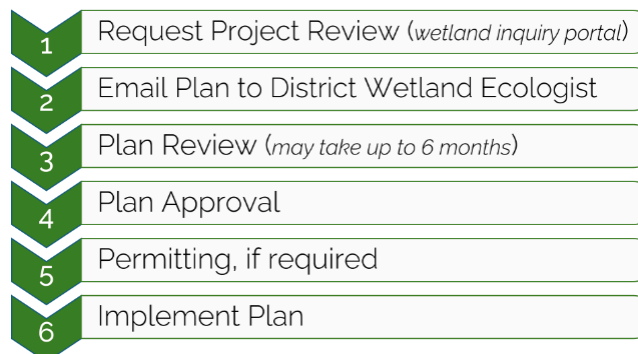 1 Request Project Review (wetland inquiry portal)
2 Email Plan to District Wetland Ecologist
3 Plan Review (may take up to 6 months)
4 Plan Approval
5 Permitting, if required
6 Implement Plan